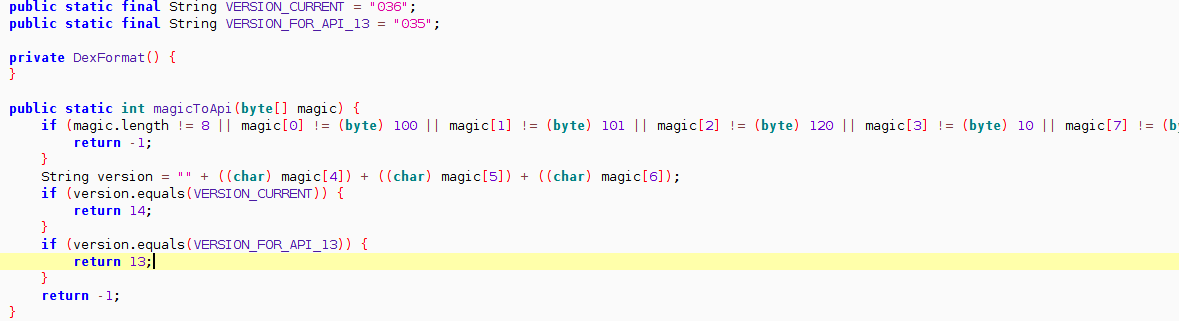 public static final String VERSION_CURRENT = "036";
public static final String VERSION_FOR_API_13 = "035";
private DexFormat() {
}
public static int magicToApi(byte[] magic) {
if (magic.length != 8 || magic[0] != (byte) 100 || magic[1] != (byte) 101 || magic[2] != (byte) 120 || magic[3] != (byte) 10 || magic[7] != (by
return -1;
}
String version = "" + ((char) magic[4]) + ((char) magic[5]) + ((char) magic[6]);
if (version.equals(VERSION_CURRENT)) {
return 14;
}
if (version.equals(VERSION_FOR_API_13)) {
return 13;
}
return -1;
}